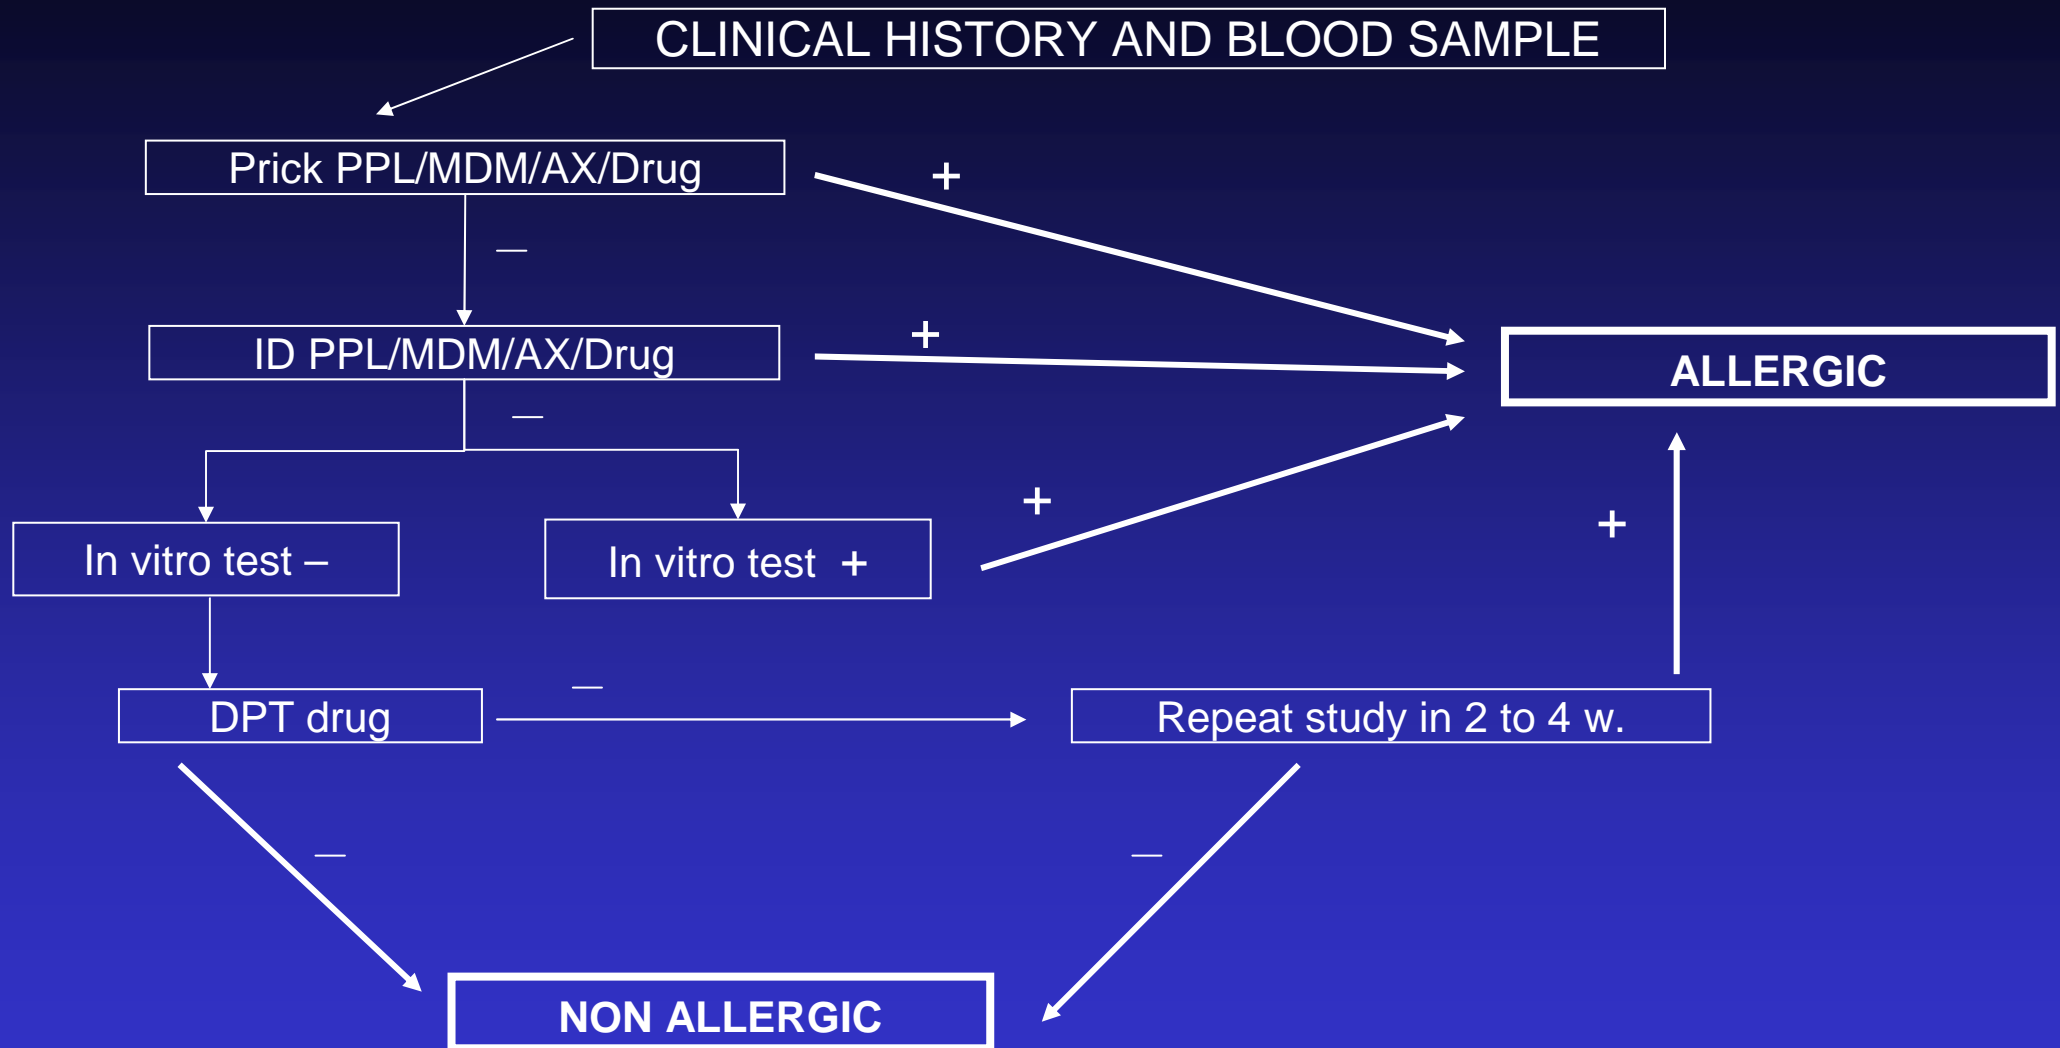 CLINICAL HISTORY AND BLOOD SAMPLE
Prick PPL/MDM/AX/Drug
+
—
ID PPL/MDM/AX/Drug
+
ALLERGIC
—
+
+
In vitro test –
In vitro test +
—
DPT drug
Repeat study in 2 to 4 w.
—
—
NON ALLERGIC